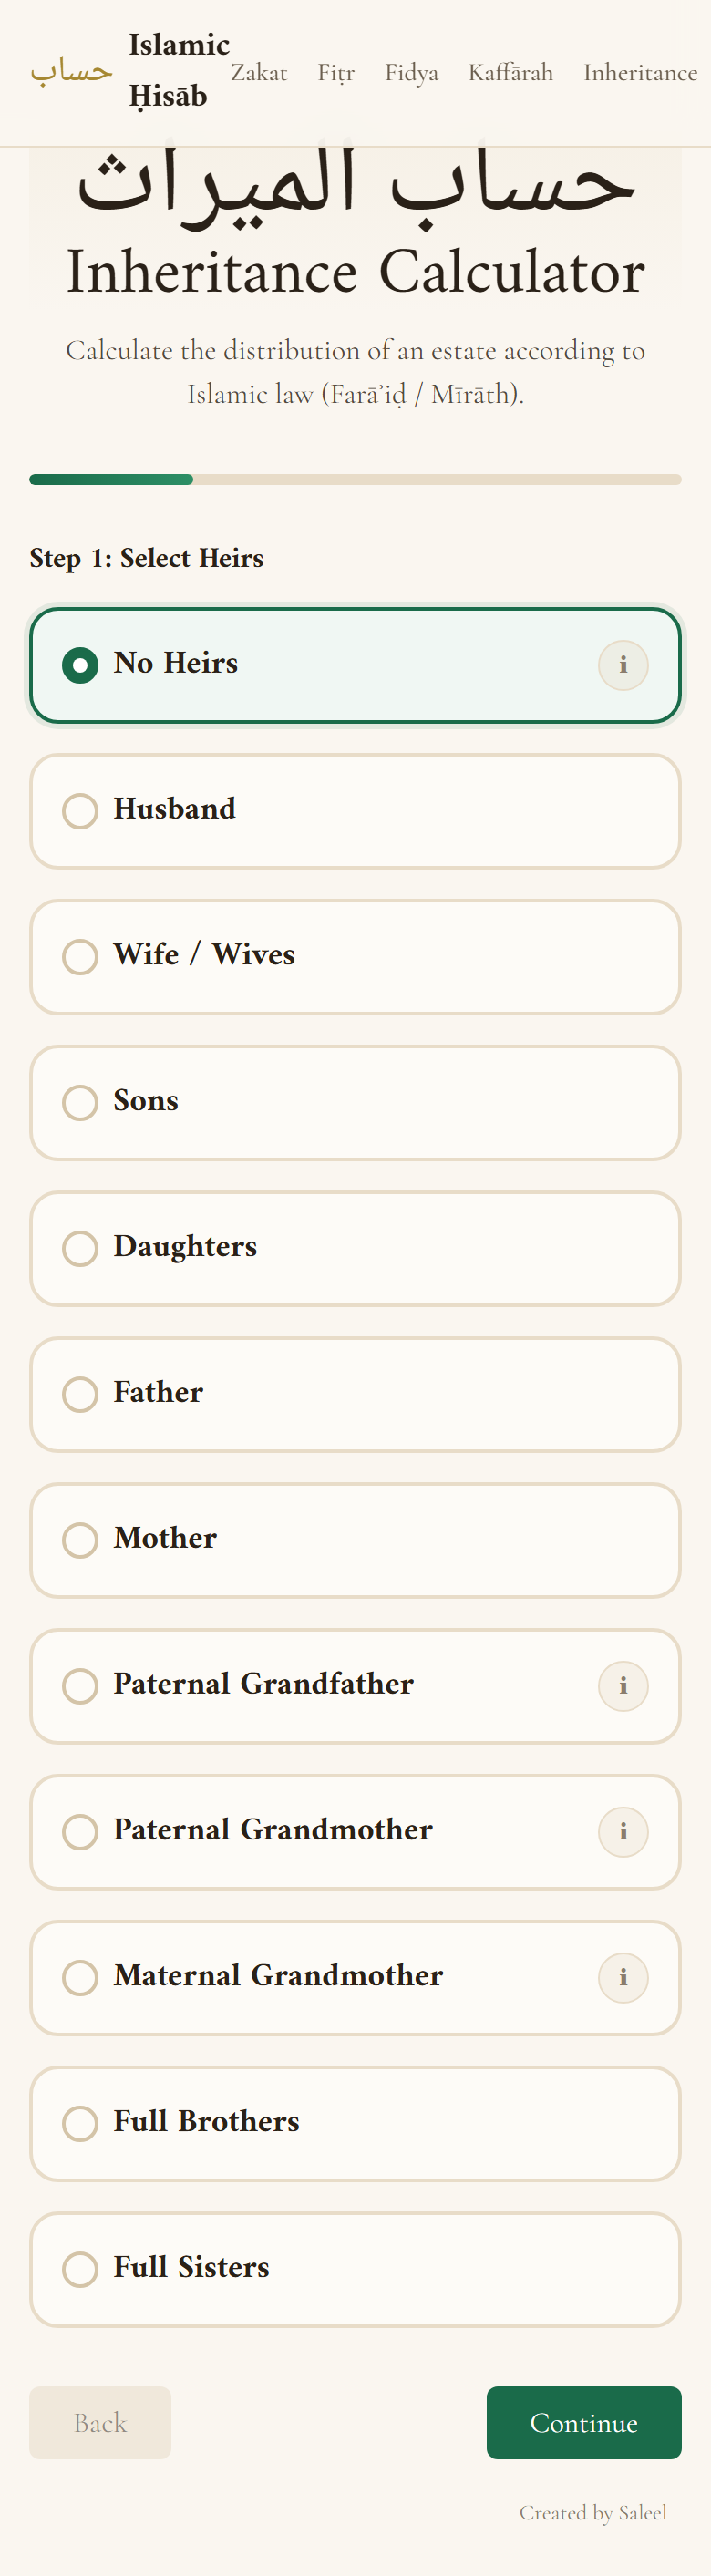 حساب
Islamic
Ḥisāb
Zakat Fiṭr Fidya Kaffārah Inheritance
حساب الميراث
Inheritance Calculator
Calculate the distribution of an estate according to
Islamic law (Farāʾiḍ / Mīrāth).
Step 1: Select Heirs
No Heirs i
Husband
Wife / Wives
Sons
Daughters
Father
Mother
Paternal Grandfather i
Paternal Grandmother i
Maternal Grandmother i
Full Brothers
Full Sisters
Back Continue
Created by Saleel